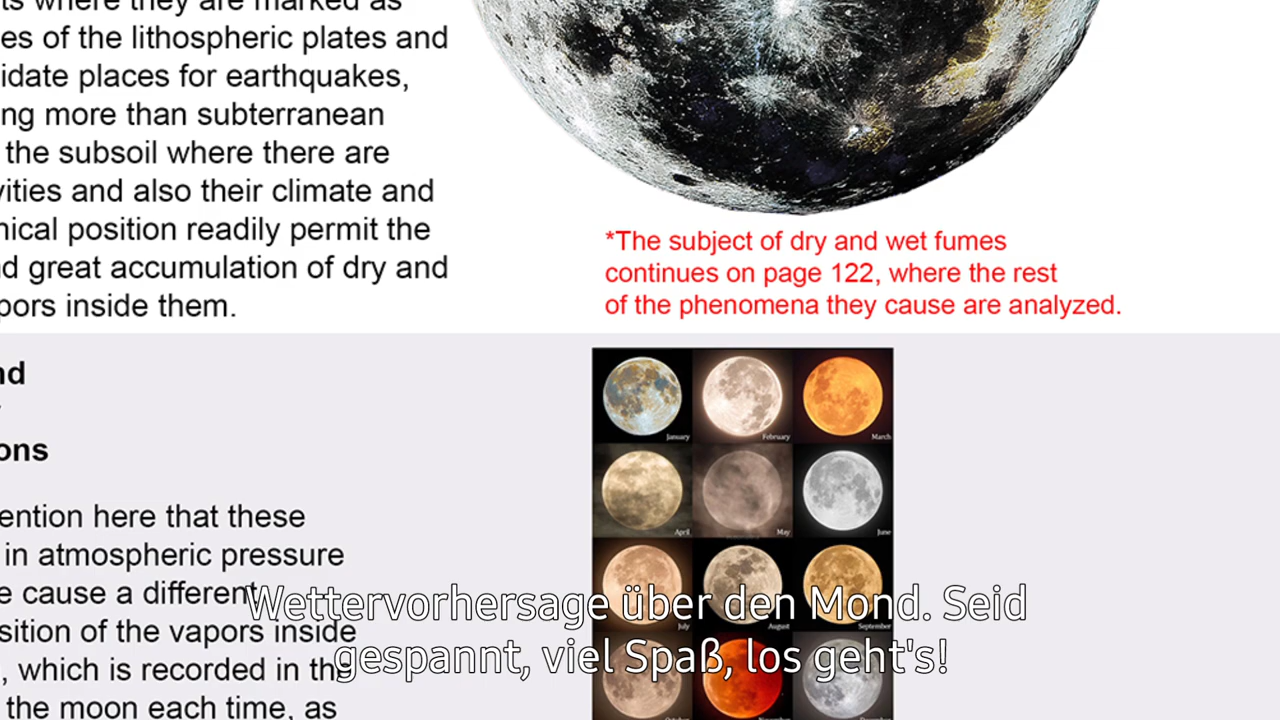 ts where they are marked as
es of the lithospheric plates and
idate places for earthquakes,
ng more than subterranean
the subsoil where there are
vities and also their climate and
nical position readily permit the
nd great accumulation of dry and
pors inside them.
*The subject of dry and wet fumes
continues on page 122, where the rest
of the phenomena they cause are analyzed.
nd
ons
ention here that these
in atmospheric pressure
e cause a different
sition of the vapors inside
, which is recorded in the
the moon each time, as
January
February
March
April
May
June
July
August
September
October
November
December
Wettervorhersage über den Mond. Seid
gespannt, viel Spaß, los geht's!